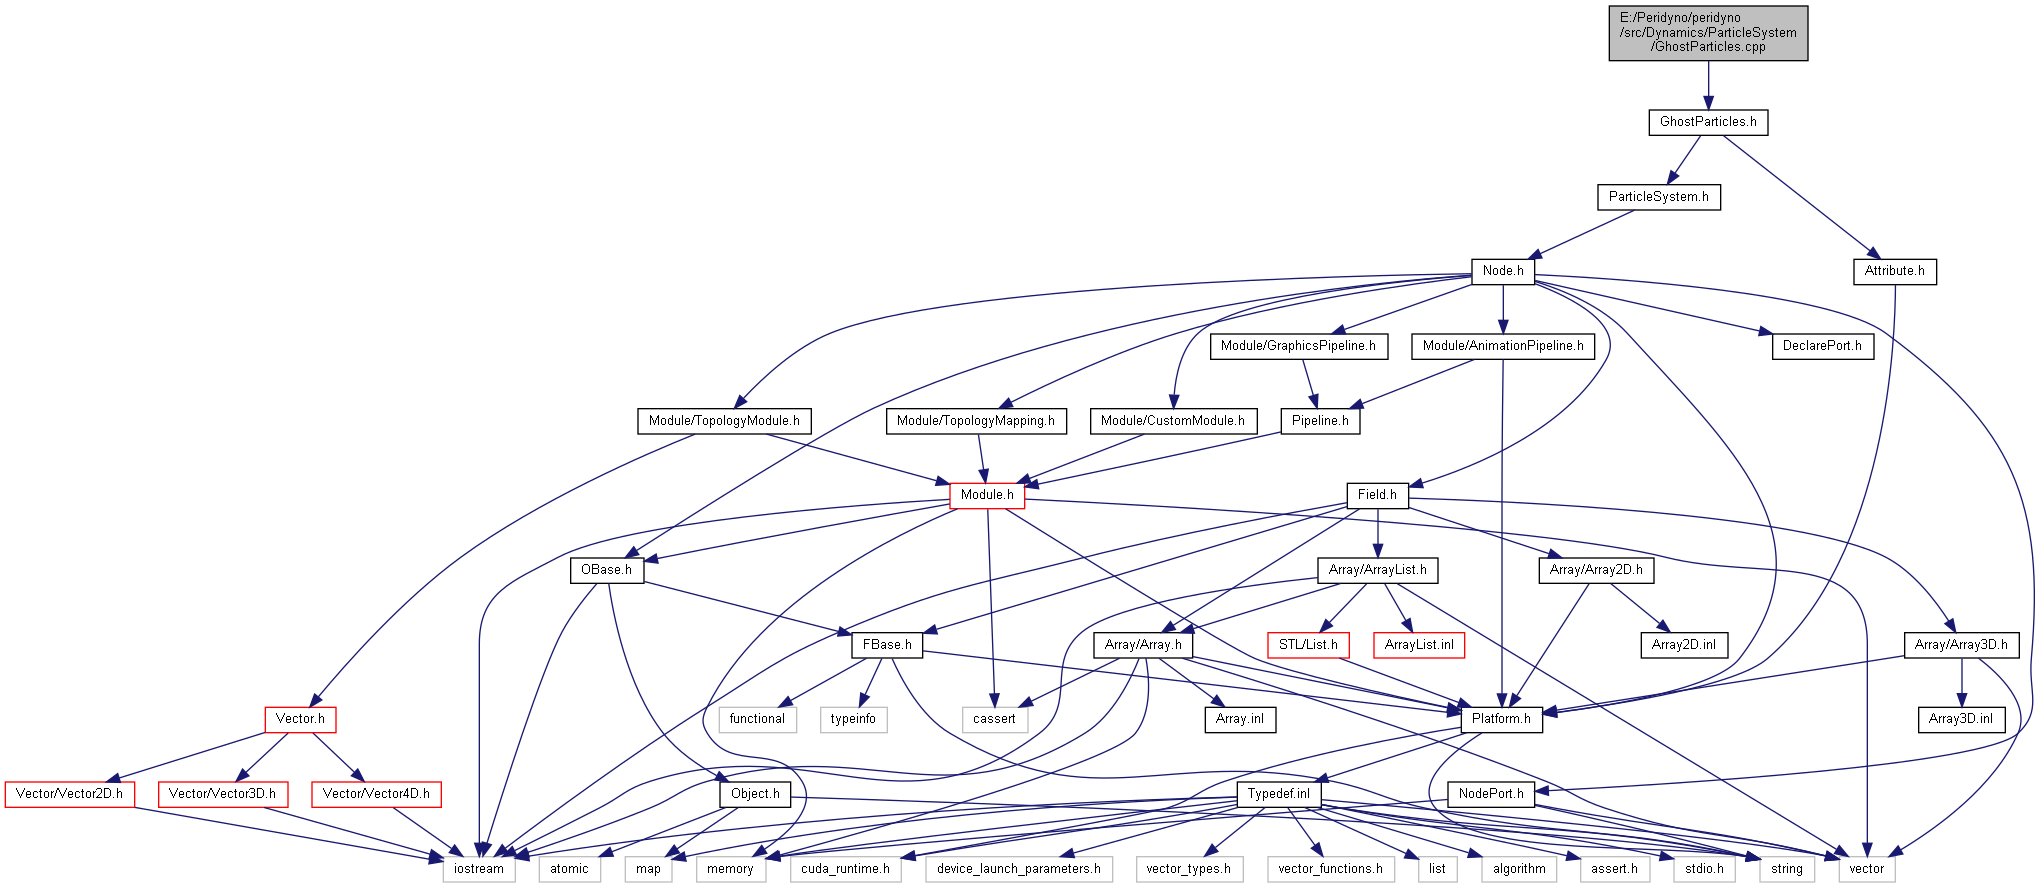 E:/Peridyno/peridyno
/src/Dynamics/ParticleSystem
/GhostParticles.cpp
GhostParticles.h
ParticleSystem.h
Node.h
Attribute.h
Module/GraphicsPipeline.h
Module/AnimationPipeline.h
DeclarePort.h
Module/TopologyModule.h
Module/TopologyMapping.h
Module/CustomModule.h
Pipeline.h
Module.h
Field.h
OBase.h
Array/ArrayList.h
Array/Array2D.h
FBase.h
Array/Array.h
STL/List.h
ArrayList.inl
Array2D.inl
Array/Array3D.h
Vector.h
functional
typeinfo
cassert
Array.inl
Platform.h
Array3D.inl
Vector/Vector2D.h
Vector/Vector3D.h
Vector/Vector4D.h
Object.h
Typedef.inl
NodePort.h
iostream
atomic
map
memory
cuda_runtime.h
device_launch_parameters.h
vector_types.h
vector_functions.h
list
algorithm
assert.h
stdio.h
string
vector